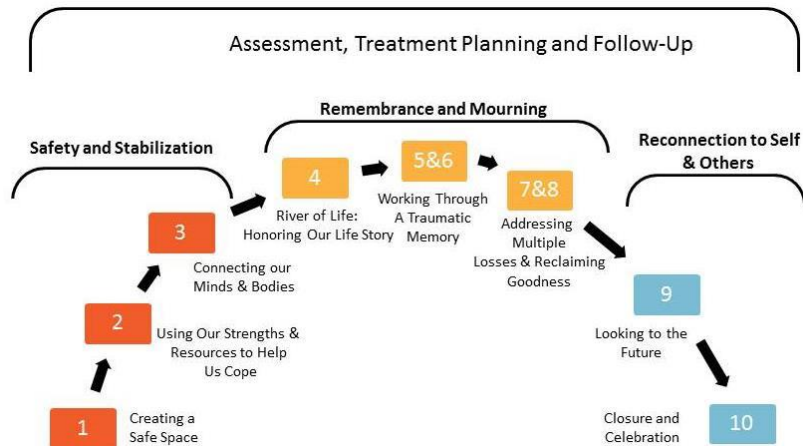 Assessment, Treatment Planning and Follow-Up
Remembrance and Mourning
Safety and Stabilization
Reconnection to Self
& Others
1
Creating a
Safe Space
2
Using Our Strengths &
Resources to Help
Us Cope
3
Connecting our
Minds & Bodies
4
River of Life:
Honoring Our Life Story
5&6
Working Through
A Traumatic
Memory
7&8
Addressing
Multiple
Losses & Reclaiming
Goodness
9
Looking to the
Future
10
Closure and
Celebration